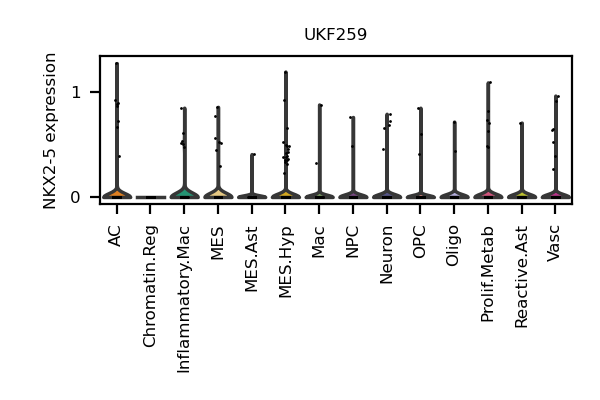 UKF259
NKX2-5 expression
1
0
AC
Chromatin.Reg
Inflammatory.Mac
MES
MES.Ast
MES.Hyp
Mac
NPC
Neuron
OPC
Oligo
Prolif.Metab
Reactive.Ast
Vasc